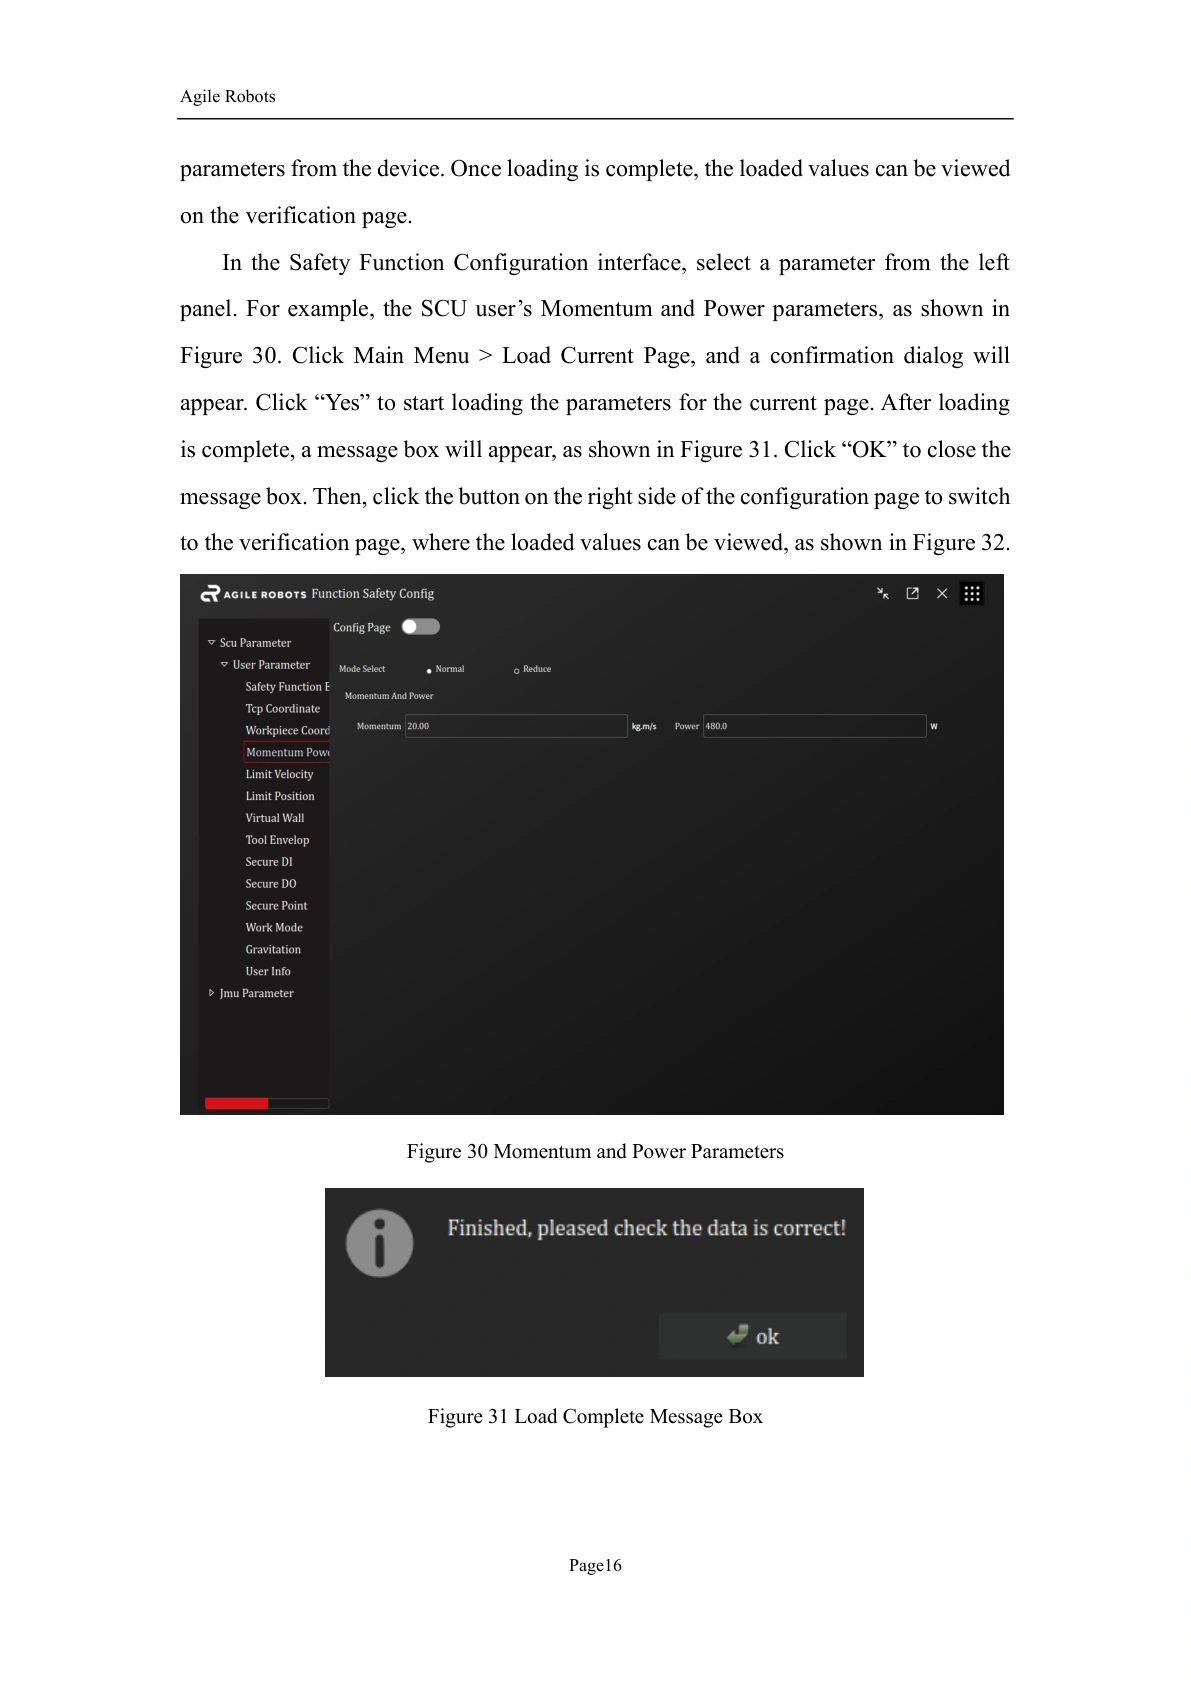 Agile Robots
parameters from the device. Once loading is complete, the loaded values can be viewed
on the verification page.
In the Safety Function Configuration interface, select a parameter from the left
panel. For example, the SCU user’s Momentum and Power parameters, as shown in
Figure 30. Click Main Menu > Load Current Page, and a confirmation dialog will
appear. Click “Yes” to start loading the parameters for the current page. After loading
is complete, a message box will appear, as shown in Figure 31. Click “OK” to close the
message box. Then, click the button on the right side of the configuration page to switch
to the verification page, where the loaded values can be viewed, as shown in Figure 32.
AGILE ROBOTS Function Safety Config
Config Page
Scu Parameter
User Parameter
Safety Function E
Tcp Coordinate
Workpiece Coord
Momentum Powe
Limit Velocity
Limit Position
Virtual Wall
Tool Envelop
Secure DI
Secure DO
Secure Point
Work Mode
Gravitation
User Info
Jmu Parameter
Mode Select Normal Reduce
Momentum And Power
Momentum 20.00 kg.m/s Power 480.0 W
Figure 30 Momentum and Power Parameters
Finished, pleased check the data is correct!
ok
Figure 31 Load Complete Message Box
Page16